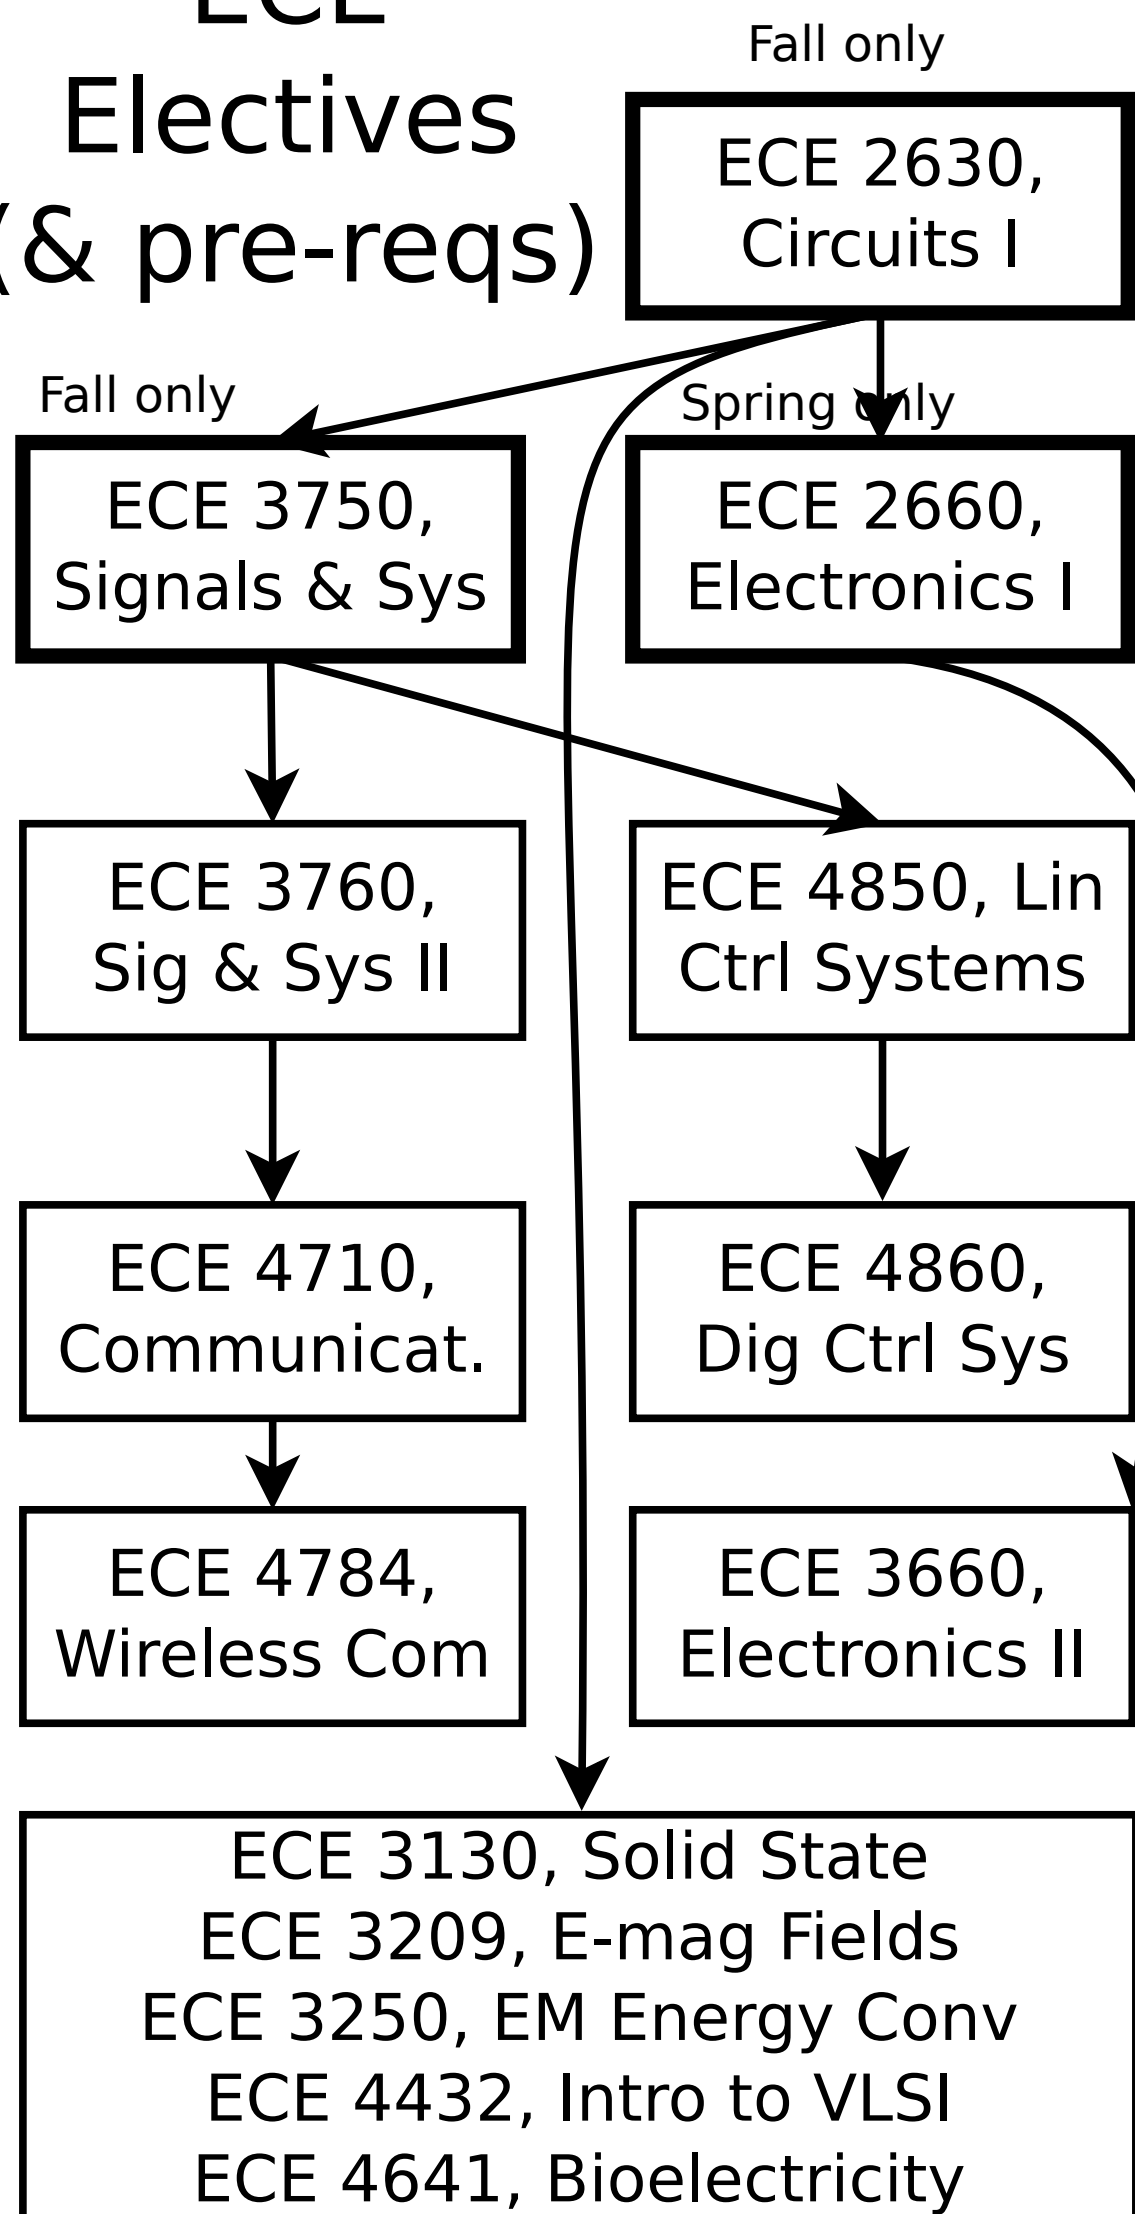 ECE
Electives
(& pre-reqs)
Fall only
ECE 2630,
Circuits I
Fall only
Spring only
ECE 3750,
Signals & Sys
ECE 2660,
Electronics I
ECE 3760,
Sig & Sys II
ECE 4850, Lin
Ctrl Systems
ECE 4710,
Communicat.
ECE 4860,
Dig Ctrl Sys
ECE 4784,
Wireless Com
ECE 3660,
Electronics II
ECE 3130, Solid State
ECE 3209, E-mag Fields
ECE 3250, EM Energy Conv
ECE 4432, Intro to VLSI
ECE 4641, Bioelectricity